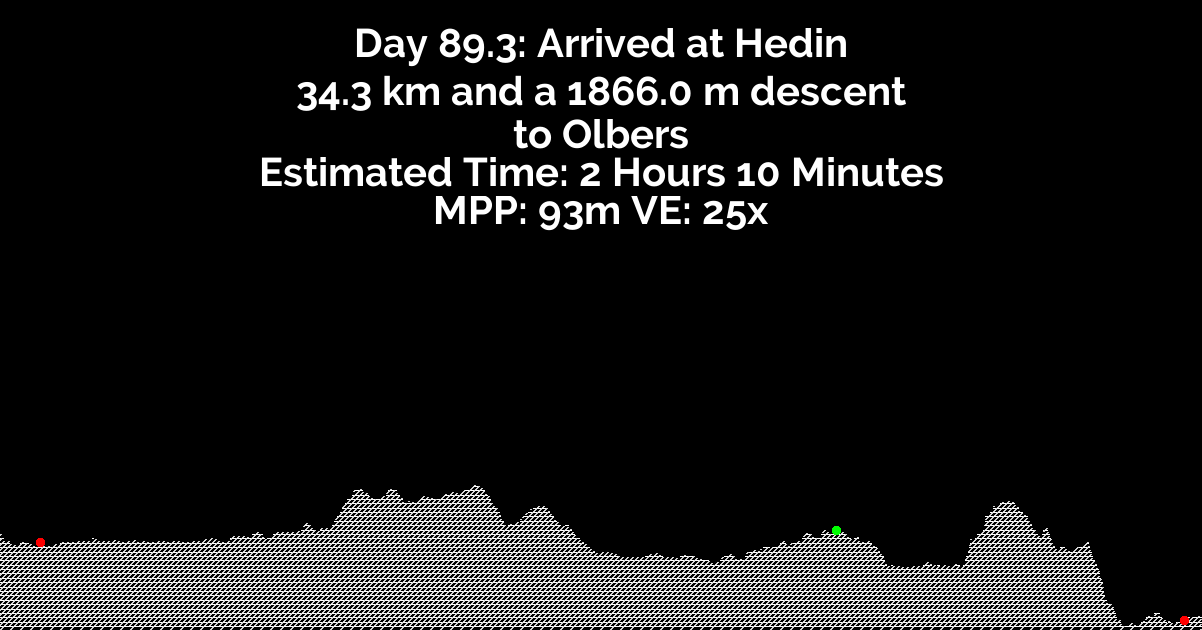 Day 89.3: Arrived at Hedin
34.3 km and a 1866.0 m descent
to Olbers
Estimated Time: 2 Hours 10 Minutes
MPP: 93m VE: 25x